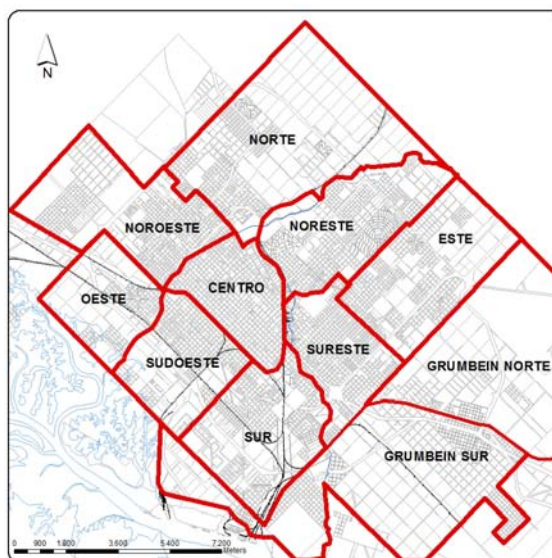 N
NORTE
NOROESTE
NORESTE
ESTE
OESTE
CENTRO
SUDOESTE
SURESTE
GRUMBEIN NORTE
SUR
GRUMBEIN SUR
0 900 1.800 3.600 5.400 7.200
Meters